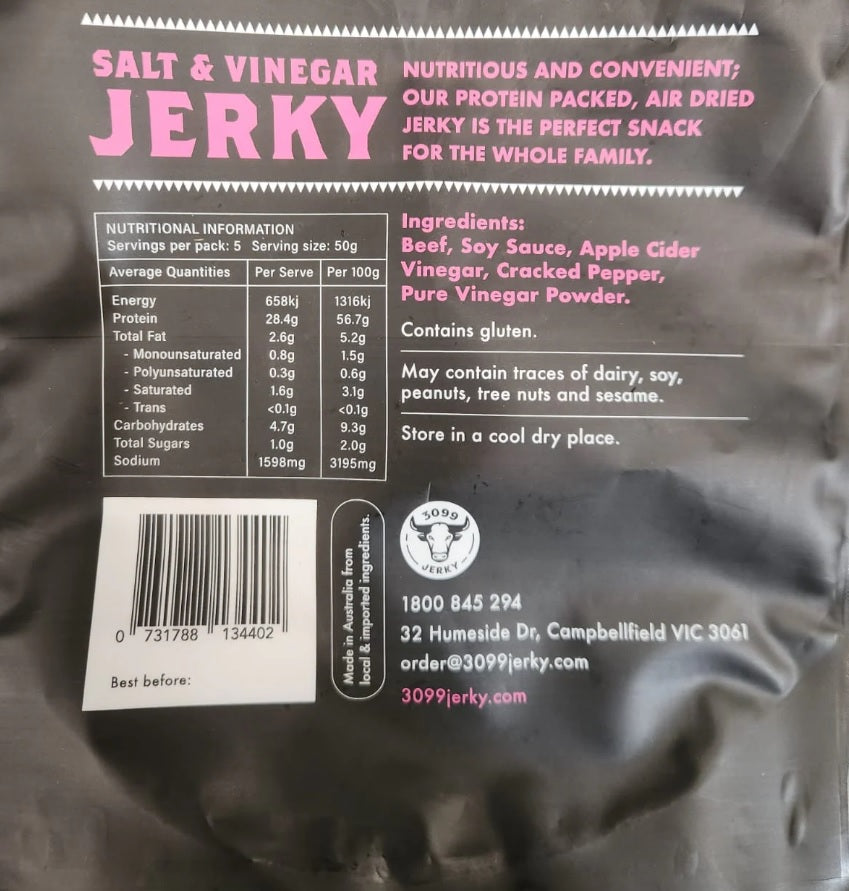 SALT & VINEGAR
JERKY
NUTRITIOUS AND CONVENIENT;
OUR PROTEIN PACKED, AIR DRIED
JERKY IS THE PERFECT SNACK
FOR THE WHOLE FAMILY.
NUTRITIONAL INFORMATION
Servings per pack: 5 Serving size: 50g
Average Quantities Per Serve Per 100g
Energy 658kj 1316kj
Protein 28.4g 56.7g
Total Fat 2.6g 5.2g
- Monounsaturated 0.8g 1.5g
- Polyunsaturated 0.3g 0.6g
- Saturated 1.6g 3.1g
- Trans <0.1g <0.1g
Carbohydrates 4.7g 9.3g
Total Sugars 1.0g 2.0g
Sodium 1598mg 3195mg
Ingredients:
Beef, Soy Sauce, Apple Cider
Vinegar, Cracked Pepper,
Pure Vinegar Powder.
Contains gluten.
May contain traces of dairy, soy,
peanuts, tree nuts and sesame.
Store in a cool dry place.
0 731788 134402
Best before:
Made in Australia from
local & imported ingredients.
3099
JERKY
1800 845 294
32 Humeside Dr, Campbellfield VIC 3061
order@3099jerky.com
3099jerky.com